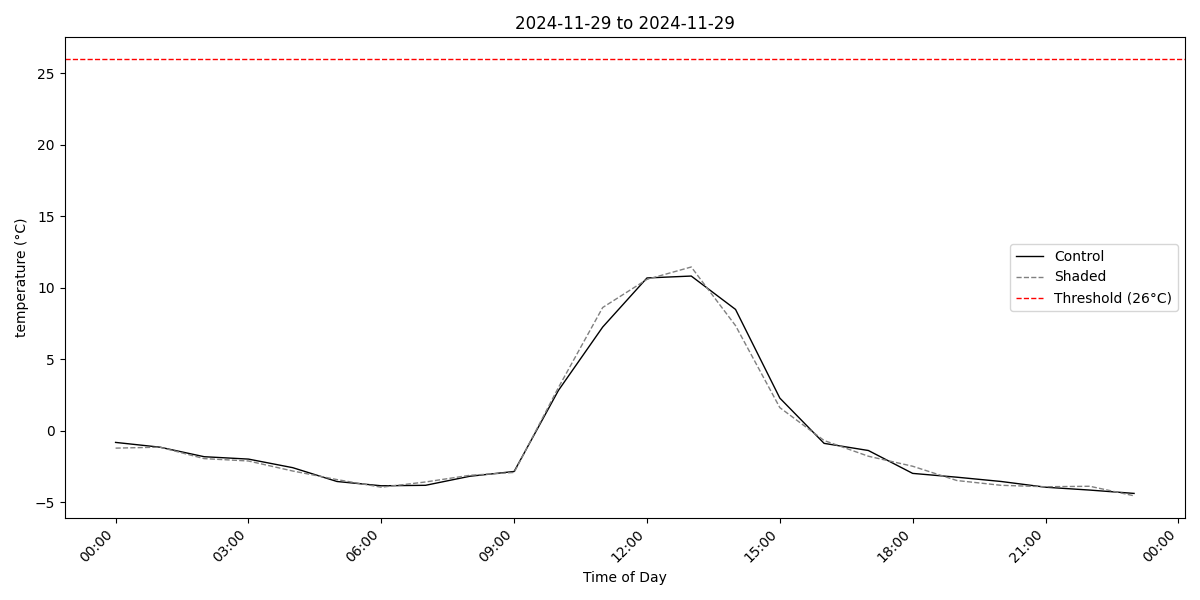 2024-11-29 to 2024-11-29
temperature (°C)
25
20
15
10
5
0
−5
Control
Shaded
Threshold (26°C)
00:00
03:00
06:00
09:00
12:00
15:00
18:00
21:00
00:00
Time of Day